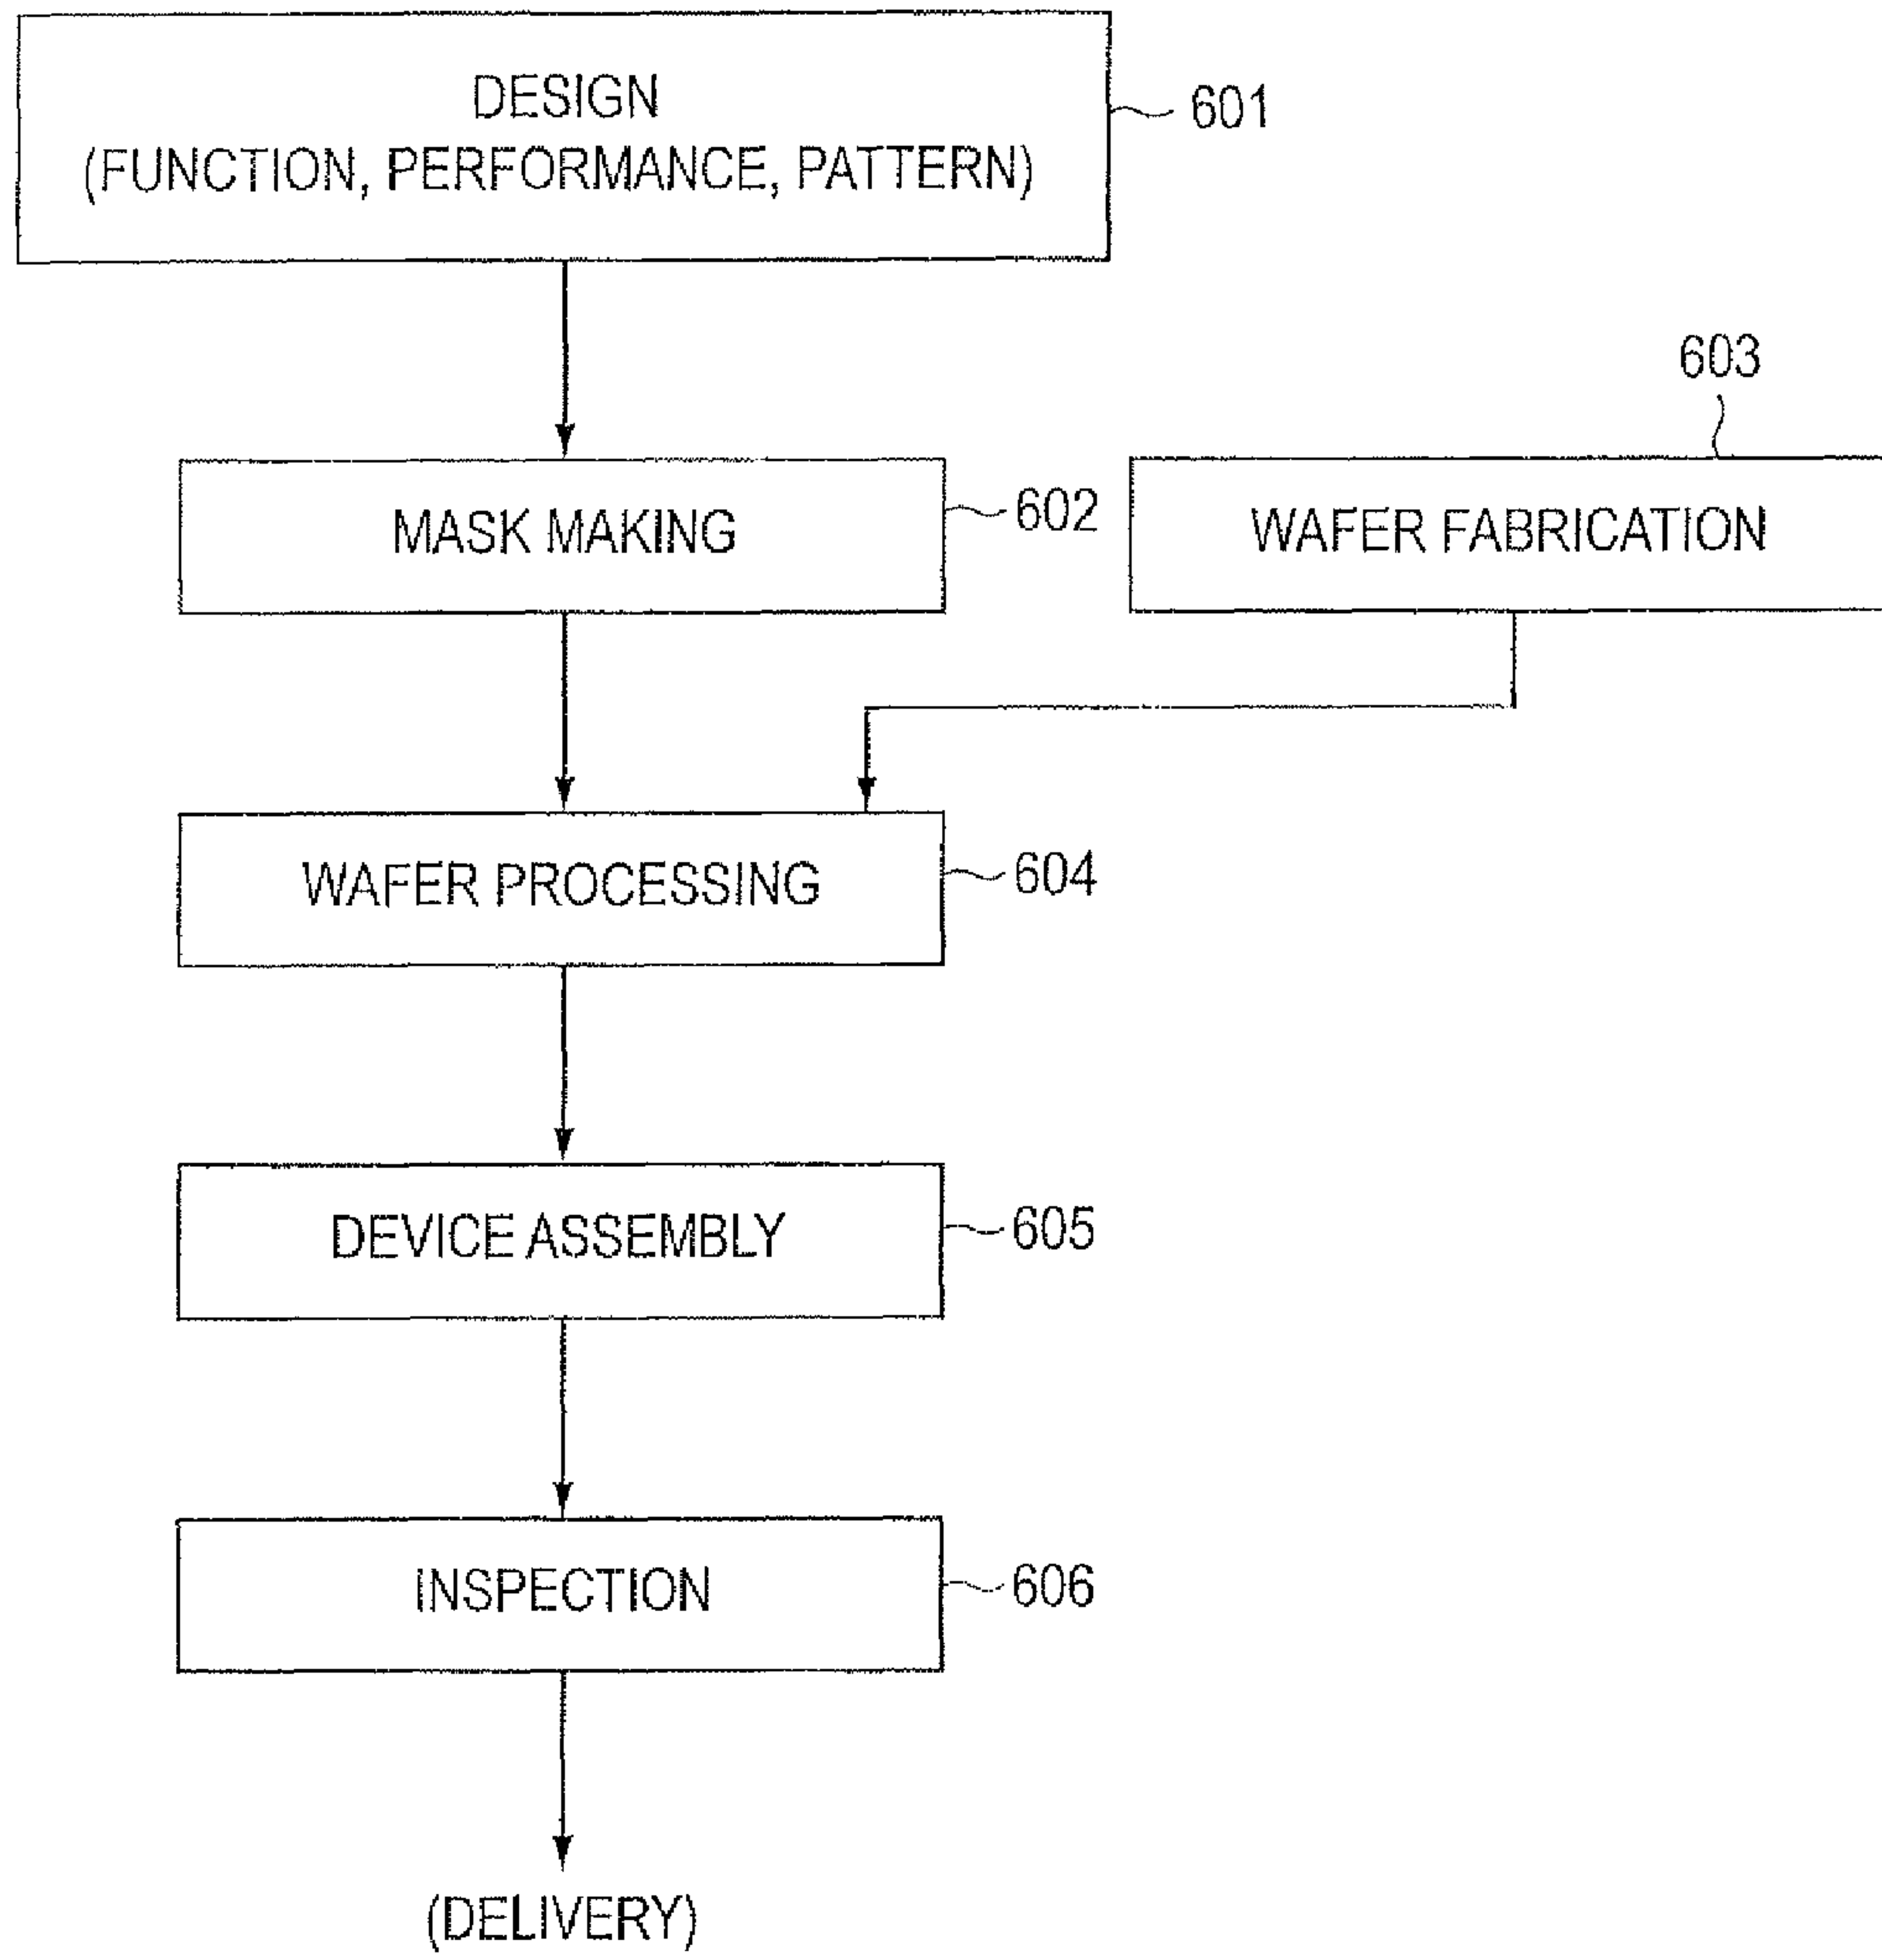 DESIGN
(FUNCTION, PERFORMANCE, PATTERN)
601
603
MASK MAKING
602
WAFER FABRICATION
WAFER PROCESSING
604
DEVICE ASSEMBLY
605
INSPECTION
606
(DELIVERY)